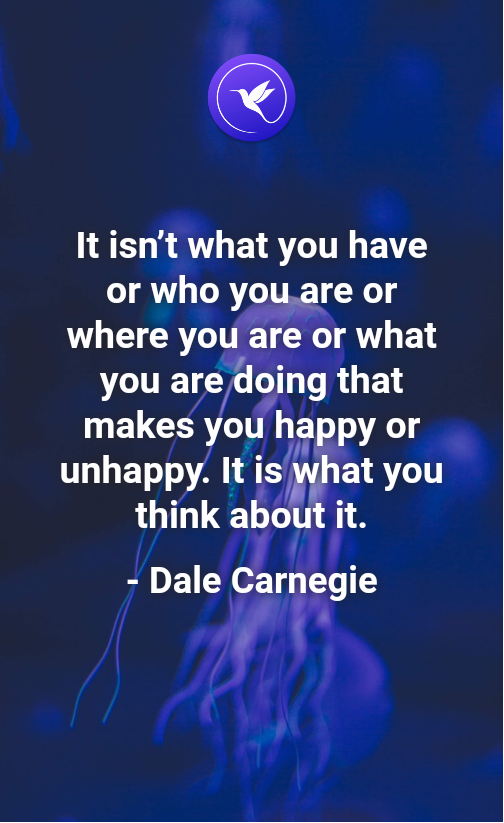 It isn’t what you have
or who you are or
where you are or what
you are doing that
makes you happy or
unhappy. It is what you
think about it.
- Dale Carnegie